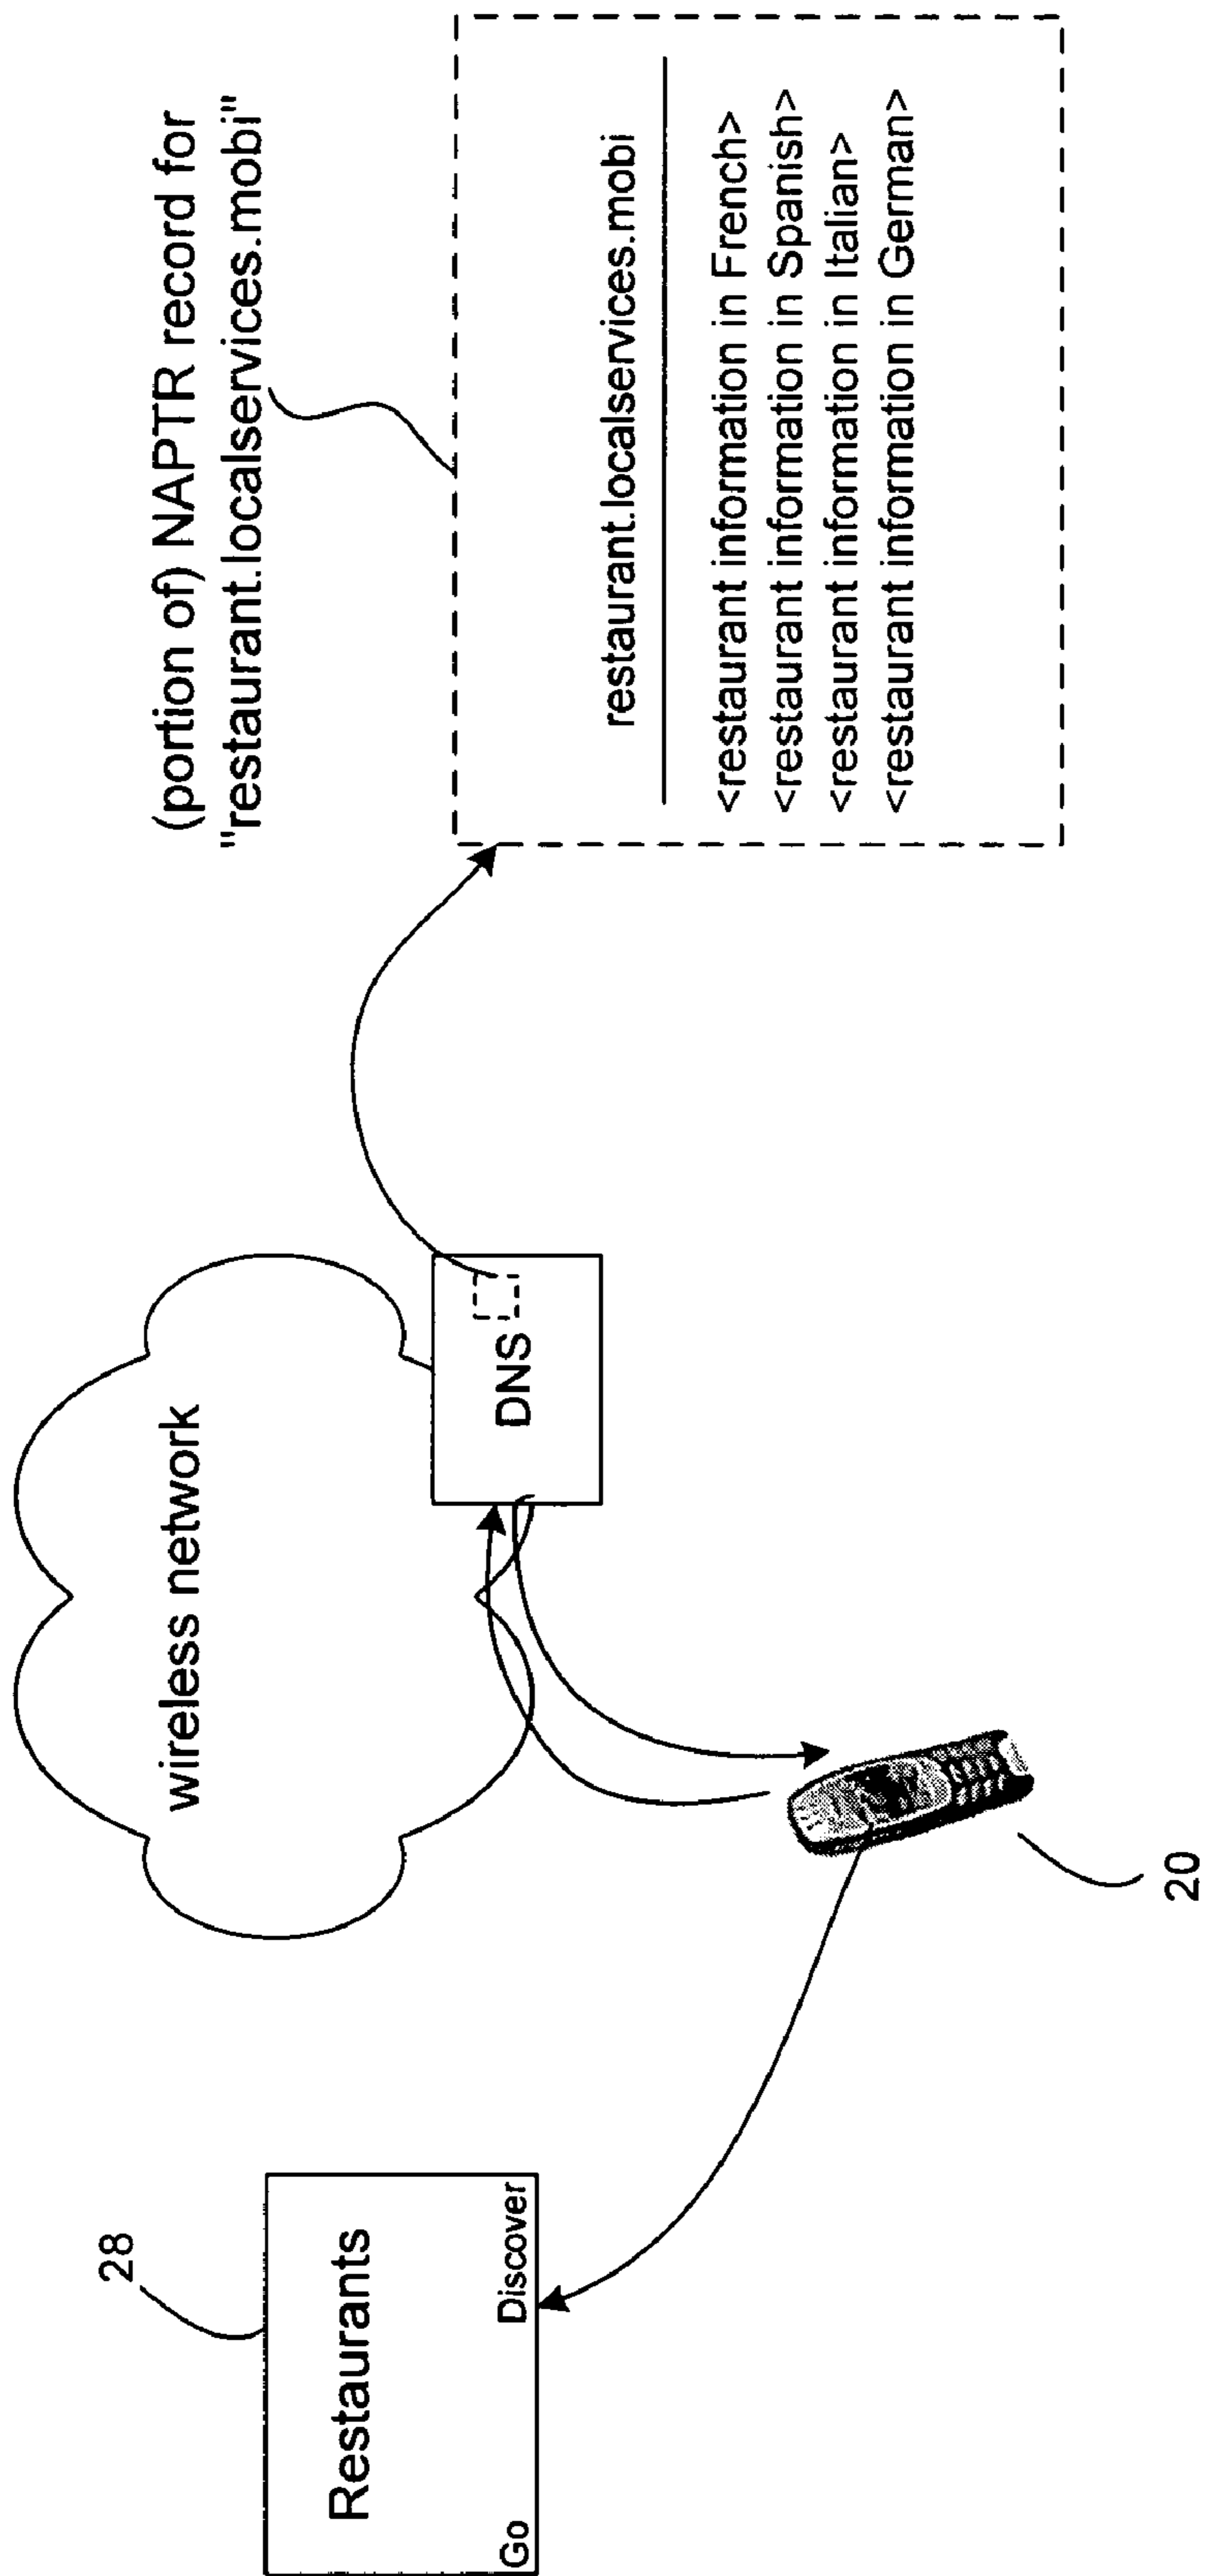 28
Restaurants
Go
Discover
wireless network
DNS
20
(portion of) NAPTR record for
"restaurant.localservices.mobi"
restaurant.localservices.mobi
<restaurant information in French>
<restaurant information in Spanish>
<restaurant information in Italian>
<restaurant information in German>